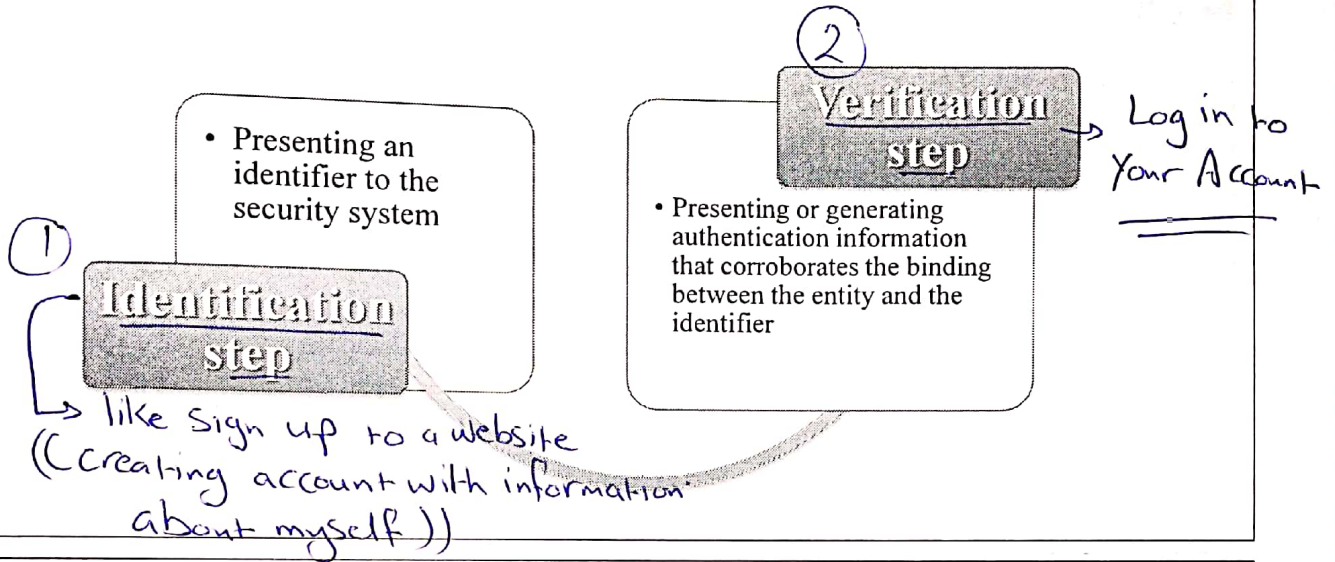 ①
• Presenting an
identifier to the
security system
Identification
step
like sign up to a website
((creating account with information
about myself))
②
Verification
step
Log in to
Your Account
• Presenting or generating
authentication information
that corroborates the binding
between the entity and the
identifier